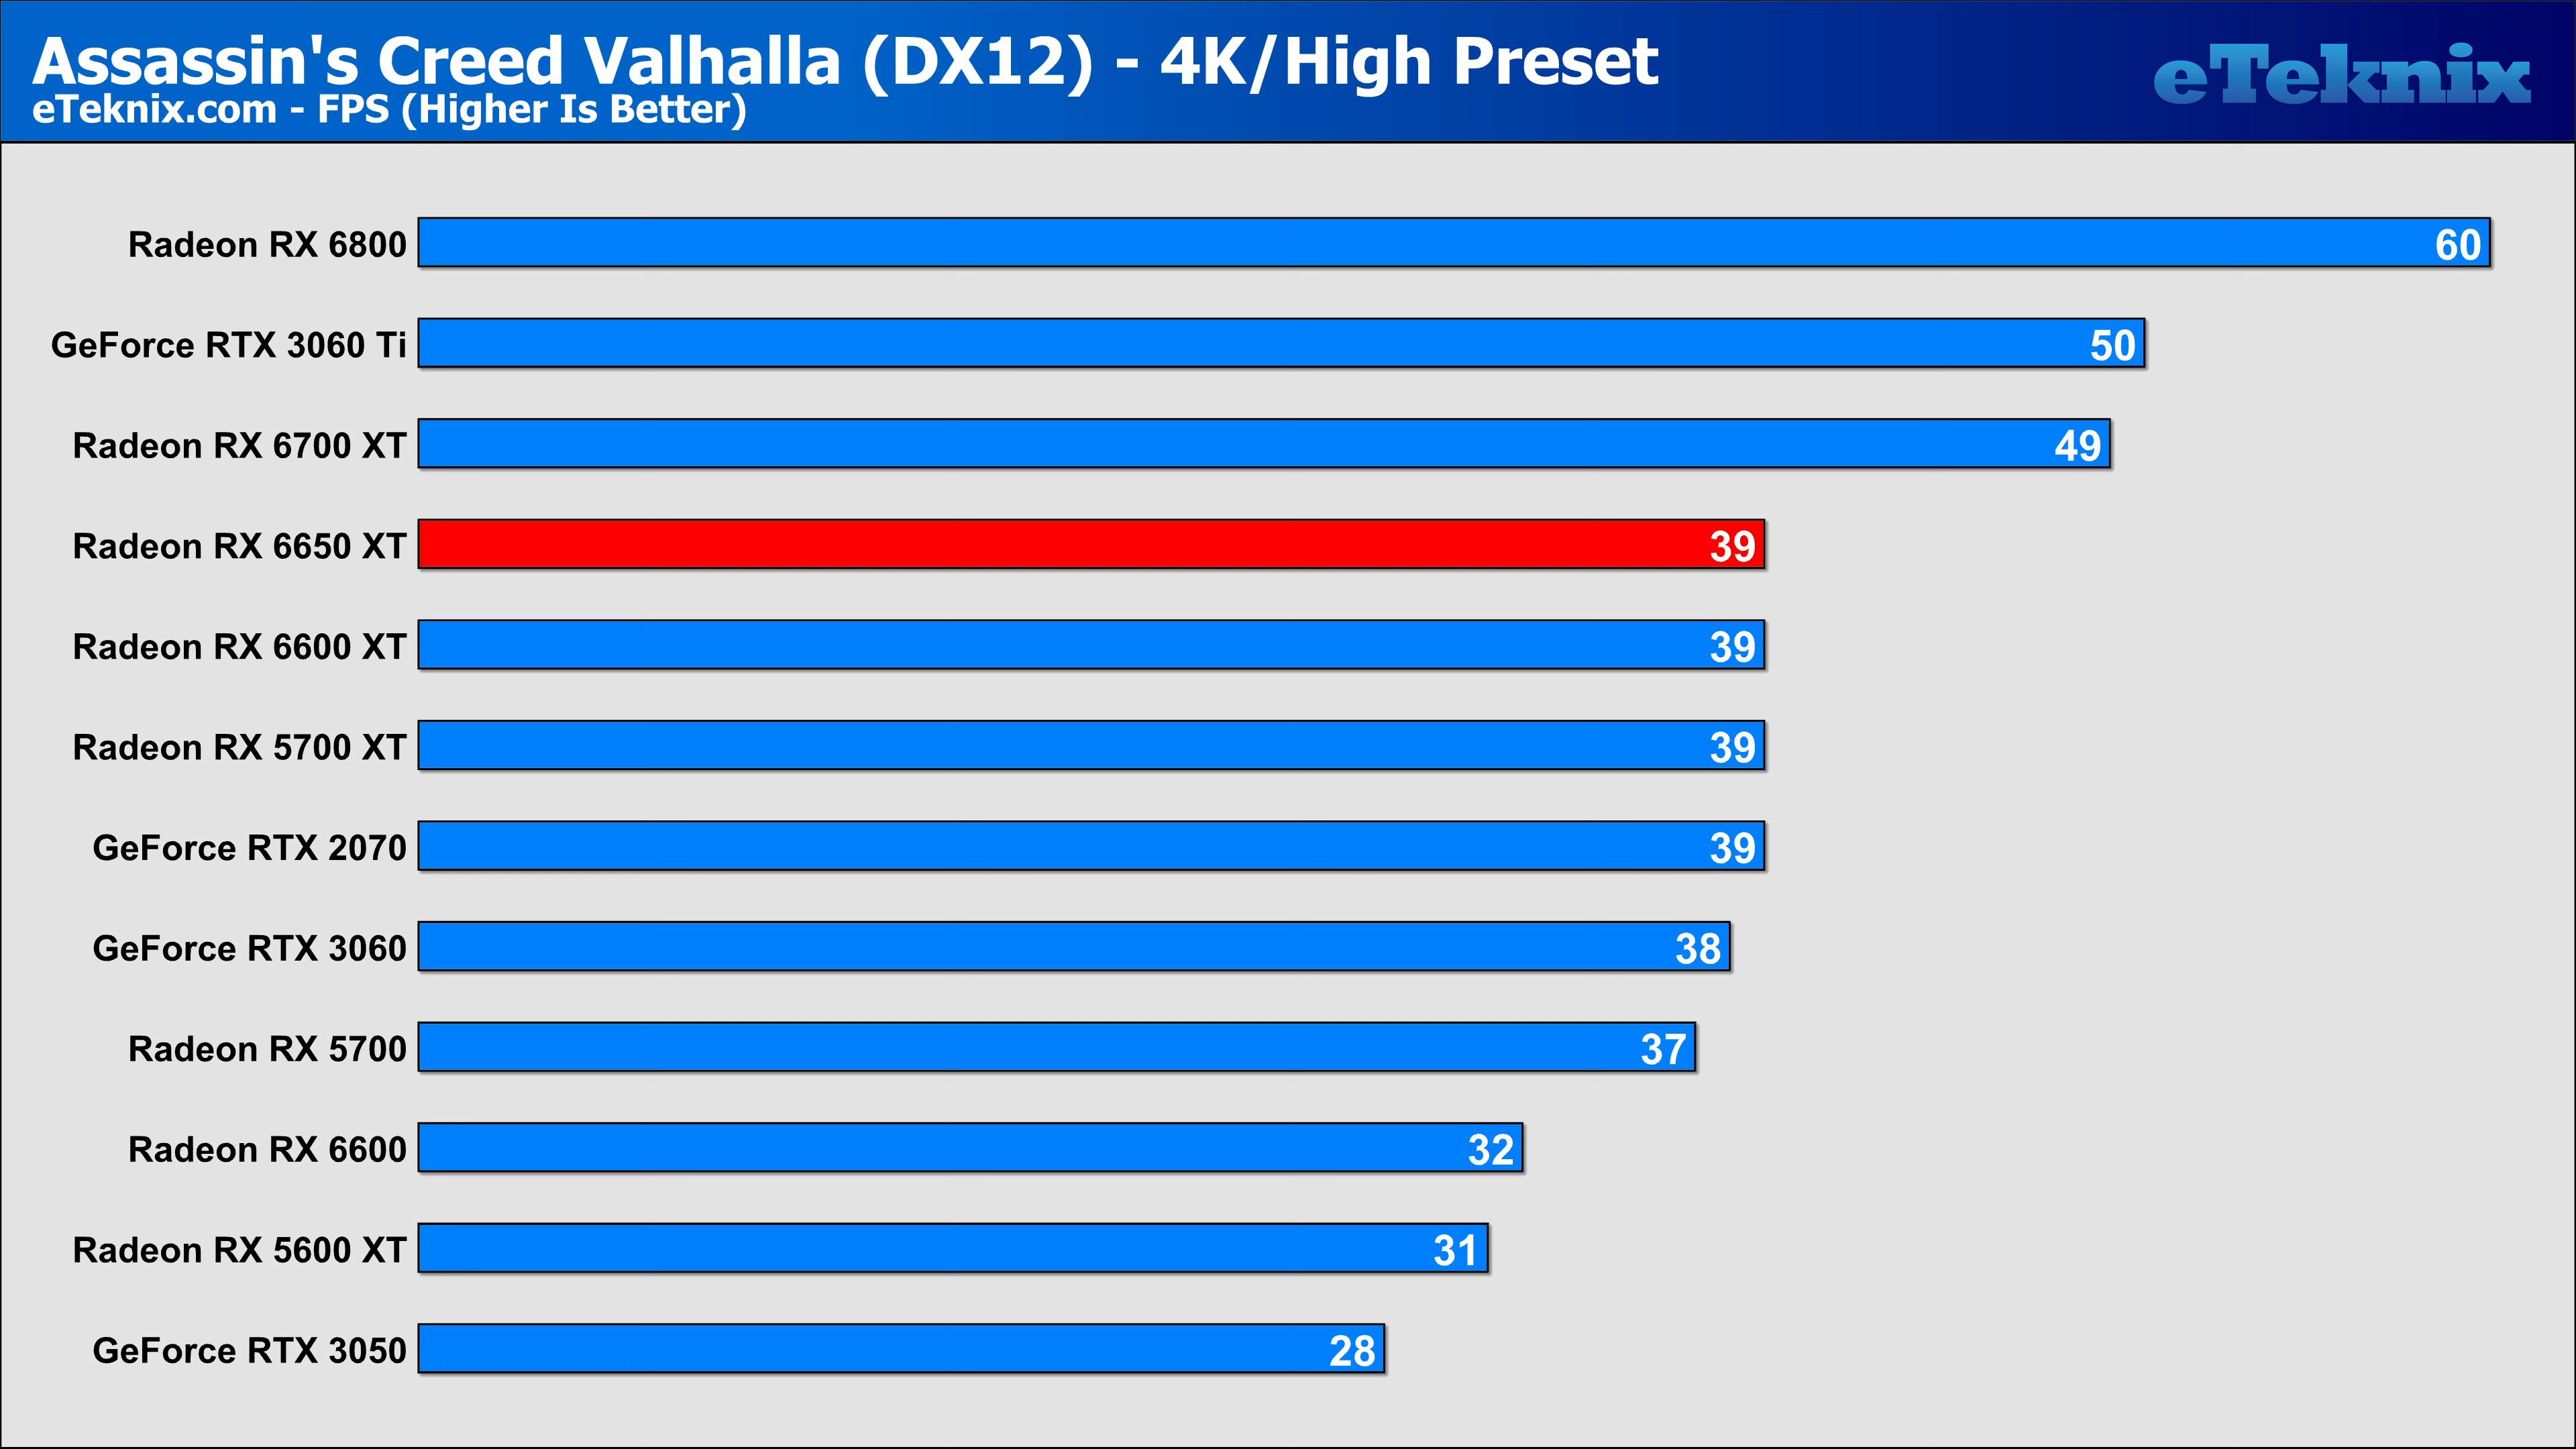 Assassin's Creed Valhalla (DX12) - 4K/High Preset
eTeknix.com - FPS (Higher Is Better)
eTeknix
Radeon RX 6800 60
GeForce RTX 3060 Ti 50
Radeon RX 6700 XT 49
Radeon RX 6650 XT 39
Radeon RX 6600 XT 39
Radeon RX 5700 XT 39
GeForce RTX 2070 39
GeForce RTX 3060 38
Radeon RX 5700 37
Radeon RX 6600 32
Radeon RX 5600 XT 31
GeForce RTX 3050 28